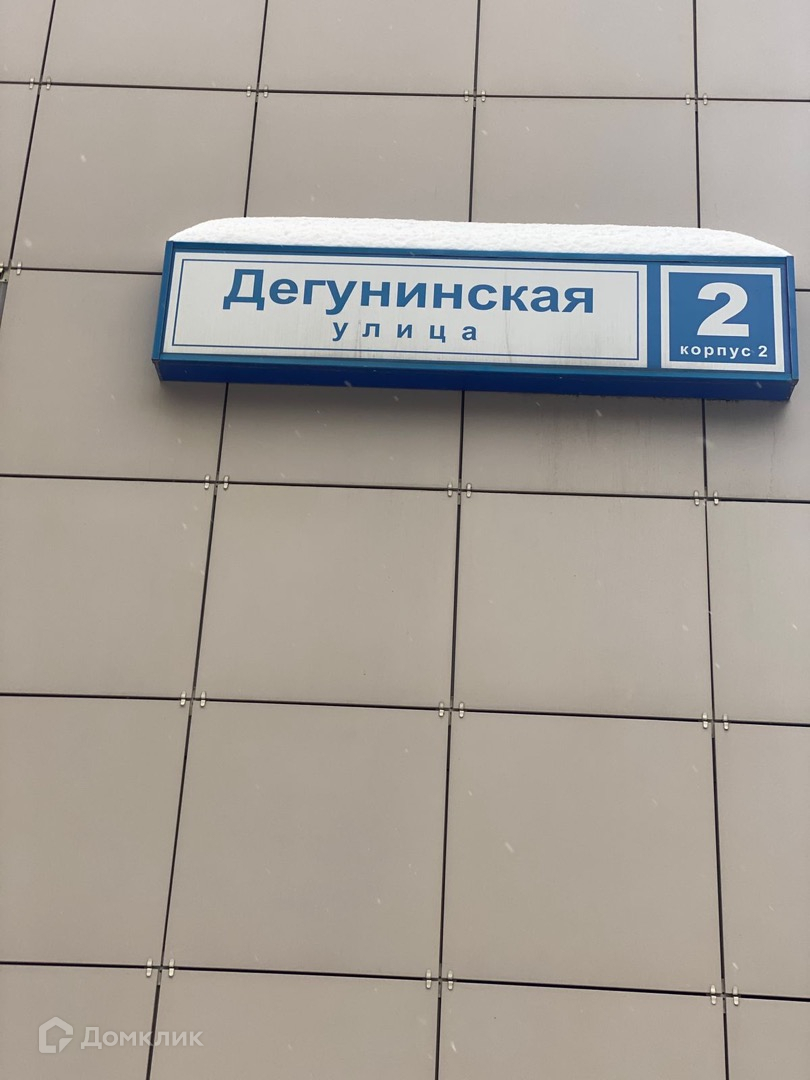 Дегунинская
улица
2
корпус 2
Домклик